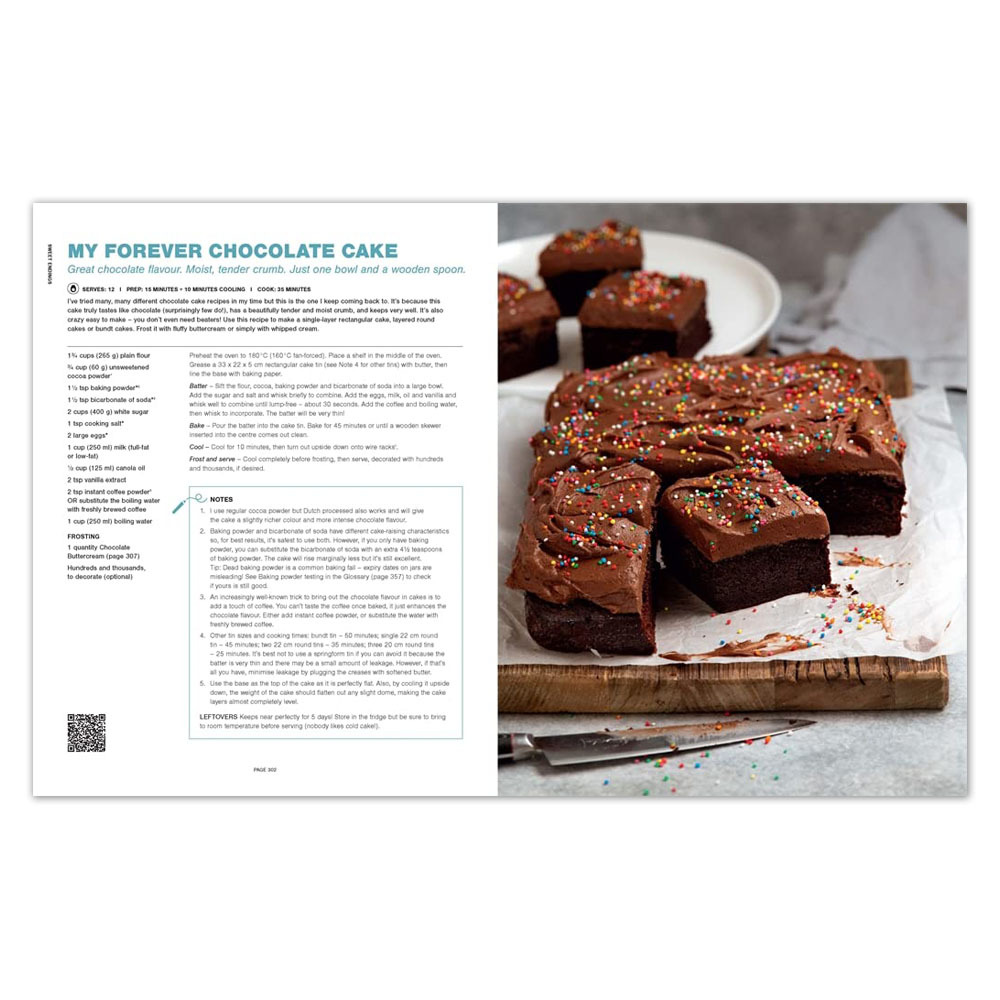 SWEET ENDINGS
MY FOREVER CHOCOLATE CAKE
Great chocolate flavour. Moist, tender crumb. Just one bowl and a wooden spoon.
SERVES: 12 I PREP: 15 MINUTES + 10 MINUTES COOLING I COOK: 35 MINUTES
I've tried many, many different chocolate cake recipes in my time but this is the one I keep coming back to. It's because this
cake truly tastes like chocolate (surprisingly few do!), has a beautifully tender and moist crumb, and keeps very well. It's also
crazy easy to make – you don't even need beaters! Use this recipe to make a single-layer rectangular cake, layered round
cakes or bundt cakes. Frost it with fluffy buttercream or simply with whipped cream.
1¾ cups (265 g) plain flour
¾ cup (60 g) unsweetened
cocoa powder¹
1½ tsp baking powder*²
1½ tsp bicarbonate of soda*²
2 cups (400 g) white sugar
1 tsp cooking salt*
2 large eggs*
1 cup (250 ml) milk (full-fat
or low-fat)
½ cup (125 ml) canola oil
2 tsp vanilla extract
2 tsp instant coffee powder³
OR substitute the boiling water
with freshly brewed coffee
1 cup (250 ml) boiling water
FROSTING
1 quantity Chocolate
Buttercream (page 307)
Hundreds and thousands,
to decorate (optional)
Preheat the oven to 180°C (160°C fan-forced). Place a shelf in the middle of the oven.
Grease a 33 x 22 x 5 cm rectangular cake tin (see Note 4 for other tins) with butter, then
line the base with baking paper.
Batter – Sift the flour, cocoa, baking powder and bicarbonate of soda into a large bowl.
Add the sugar and salt and whisk briefly to combine. Add the eggs, milk, oil and vanilla and
whisk well to combine until lump-free – about 30 seconds. Add the coffee and boiling water,
then whisk to incorporate. The batter will be very thin!
Bake – Pour the batter into the cake tin. Bake for 45 minutes or until a wooden skewer
inserted into the centre comes out clean.
Cool – Cool for 10 minutes, then turn out upside down onto wire racks⁵.
Frost and serve – Cool completely before frosting, then serve, decorated with hundreds
and thousands, if desired.
NOTES
1. I use regular cocoa powder but Dutch processed also works and will give
the cake a slightly richer colour and more intense chocolate flavour.
2. Baking powder and bicarbonate of soda have different cake-raising characteristics
so, for best results, it's safest to use both. However, if you only have baking
powder, you can substitute the bicarbonate of soda with an extra 4½ teaspoons
of baking powder. The cake will rise marginally less but it's still excellent.
Tip: Dead baking powder is a common baking fail – expiry dates on jars are
misleading! See Baking powder testing in the Glossary (page 357) to check
if yours is still good.
3. An increasingly well-known trick to bring out the chocolate flavour in cakes is to
add a touch of coffee. You can't taste the coffee once baked, it just enhances the
chocolate flavour. Either add instant coffee powder, or substitute the water with
freshly brewed coffee.
4. Other tin sizes and cooking times: bundt tin – 50 minutes; single 22 cm round
tin – 45 minutes; two 22 cm round tins – 35 minutes; three 20 cm round tins
– 25 minutes. It's best not to use a springform tin if you can avoid it because the
batter is very thin and there may be a small amount of leakage. However, if that's
all you have, minimise leakage by plugging the creases with softened butter.
5. Use the base as the top of the cake as it is perfectly flat. Also, by cooling it upside
down, the weight of the cake should flatten out any slight dome, making the cake
layers almost completely level.
LEFTOVERS Keeps near perfectly for 5 days! Store in the fridge but be sure to bring
to room temperature before serving (nobody likes cold cake!).
PAGE 302